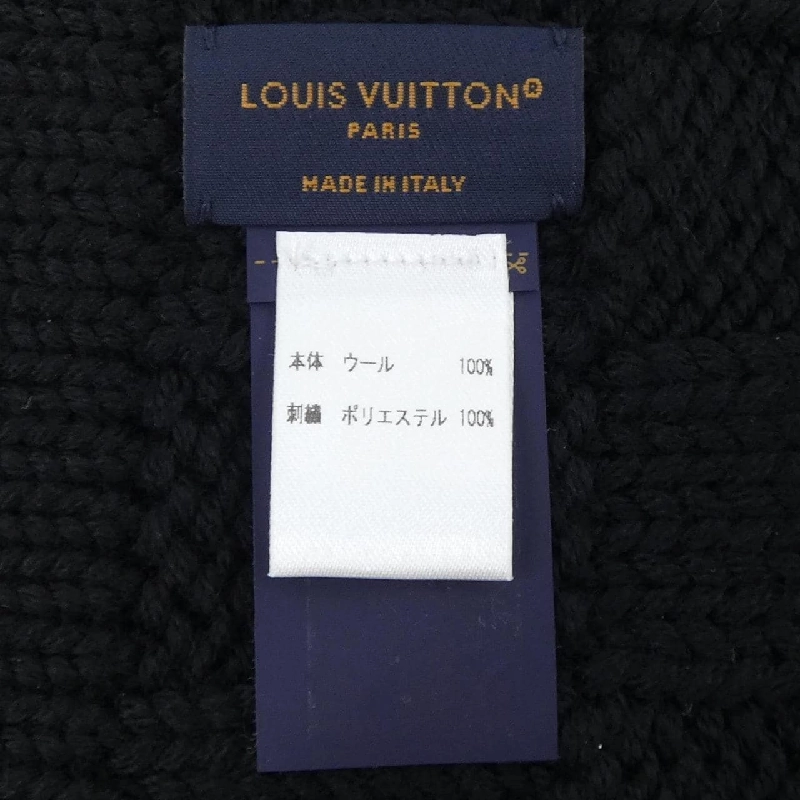 LOUIS VUITTON®
PARIS
MADE IN ITALY
本体 ウール 100%
刺繍 ポリエステル 100%